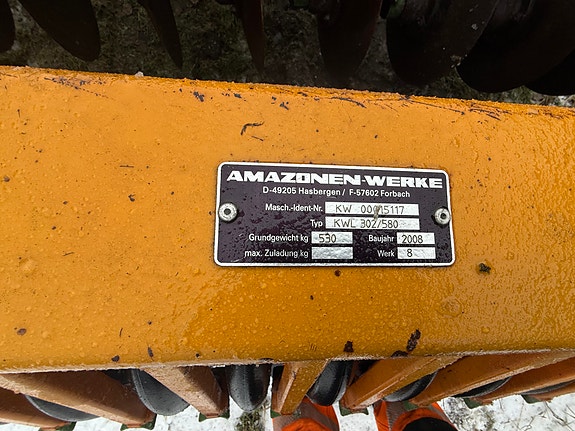 AMAZONEN-WERKE
D-49205 Hasbergen / F-57602 Forbach
Masch.-Ident-Nr. KW 00015117
Typ KWL 302/580
Grundgewicht kg 530 Baujahr 2008
max. Zuladung kg Werk 8